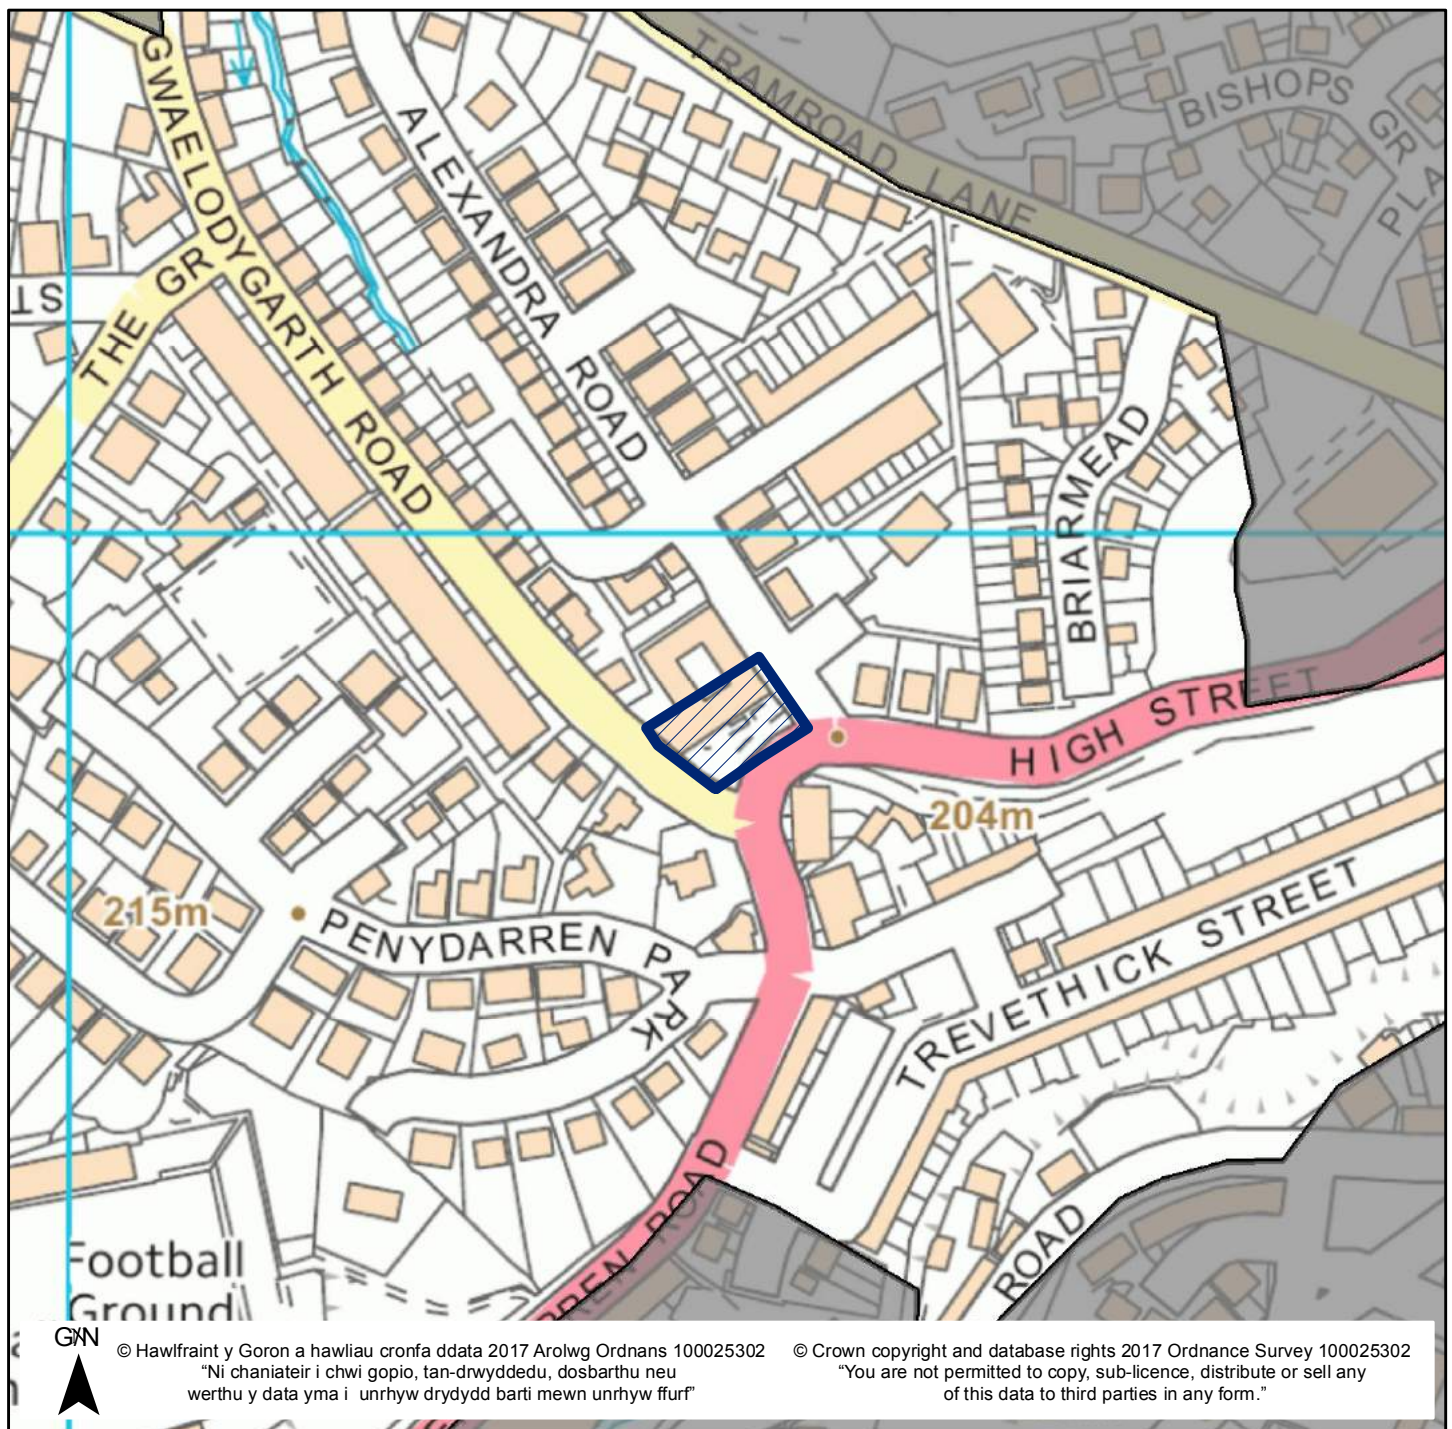 TRAMROAD LANE
BISHOPS GR
PLA
GWAELODYGARTH ROAD
ALEXANDRA ROAD
THE GR
ST
BRIARMEAD
HIGH STREET
204m
215m
PENYDARREN PARK
TREVETHICK STREET
RREN ROAD
ROAD
Football
Ground
G/N
© Hawlfraint y Goron a hawliau cronfa ddata 2017 Arolwg Ordnans 100025302
“Ni chaniateir i chwi gopio, tan-drwyddedu, dosbarthu neu
werthu y data yma i unrhyw drydydd barti mewn unrhyw ffurf”
© Crown copyright and database rights 2017 Ordnance Survey 100025302
“You are not permitted to copy, sub-licence, distribute or sell any
of this data to third parties in any form.”